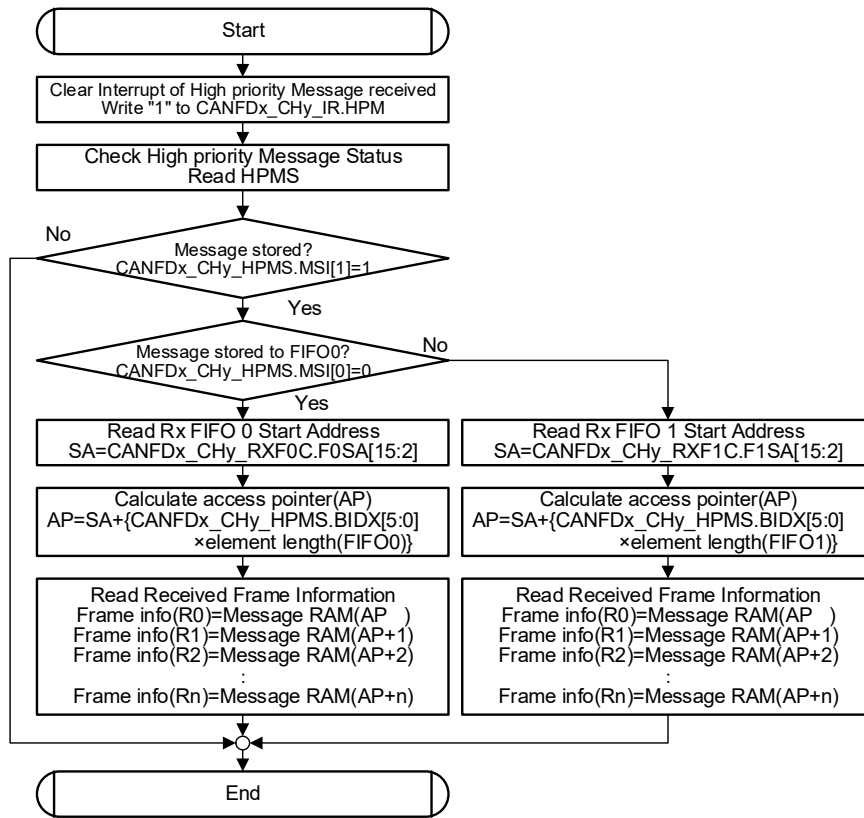 Start
Clear Interrupt of High priority Message received
Write "1" to CANFDx_CHy_IR.HPM
Check High priority Message Status
Read HPMS
No
Message stored?
CANFDx_CHy_HPMS.MSI[1]=1
Yes
Message stored to FIFO0?
CANFDx_CHy_HPMS.MSI[0]=0
No
Yes
Read Rx FIFO 0 Start Address
SA=CANFDx_CHy_RXF0C.F0SA[15:2]
Read Rx FIFO 1 Start Address
SA=CANFDx_CHy_RXF1C.F1SA[15:2]
Calculate access pointer(AP)
AP=SA+{CANFDx_CHy_HPMS.BIDX[5:0]
×element length(FIFO0)}
Calculate access pointer(AP)
AP=SA+{CANFDx_CHy_HPMS.BIDX[5:0]
×element length(FIFO1)}
Read Received Frame Information
Frame info(R0)=Message RAM(AP )
Frame info(R1)=Message RAM(AP+1)
Frame info(R2)=Message RAM(AP+2)
:
Frame info(Rn)=Message RAM(AP+n)
Read Received Frame Information
Frame info(R0)=Message RAM(AP )
Frame info(R1)=Message RAM(AP+1)
Frame info(R2)=Message RAM(AP+2)
:
Frame info(Rn)=Message RAM(AP+n)
End